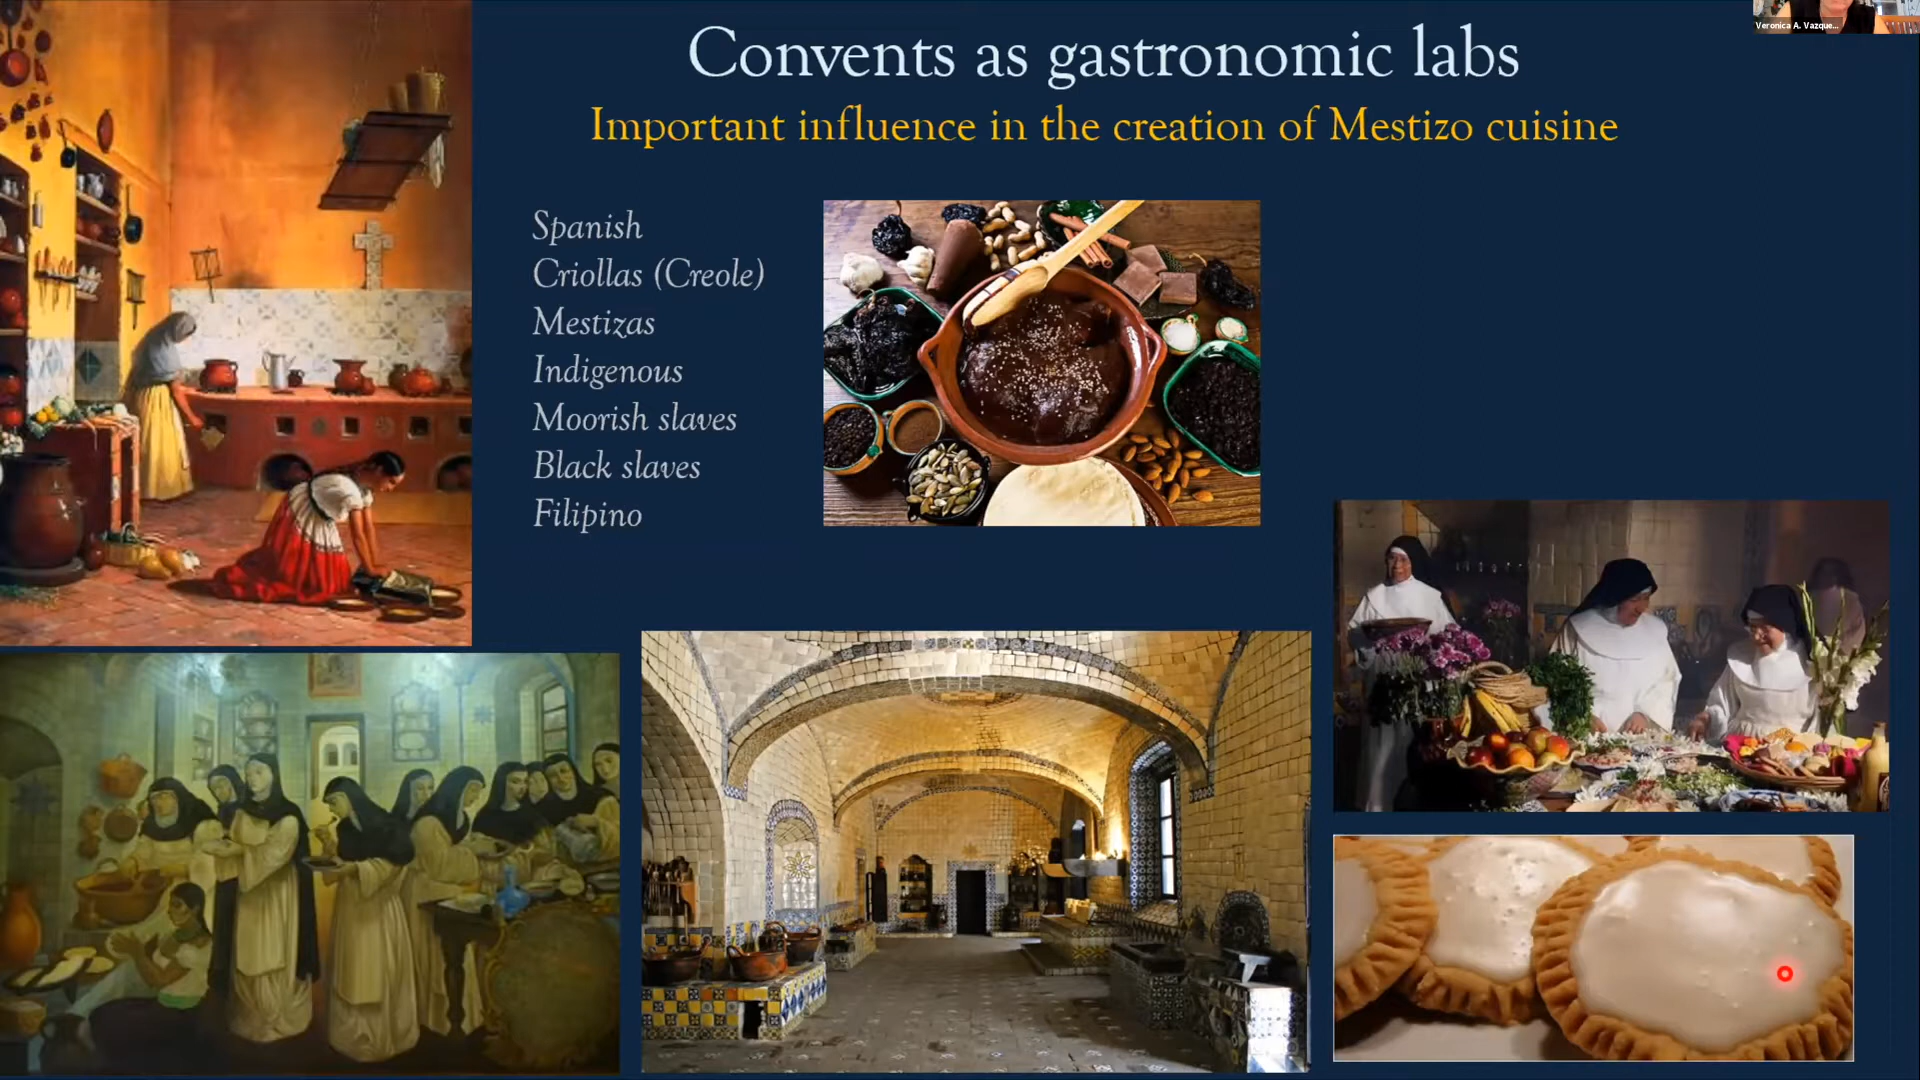 Convents as gastronomic labs
Important influence in the creation of Mestizo cuisine
Spanish
Criollas (Creole)
Mestizas
Indigenous
Moorish slaves
Black slaves
Filipino
Veronica A. Vazque...